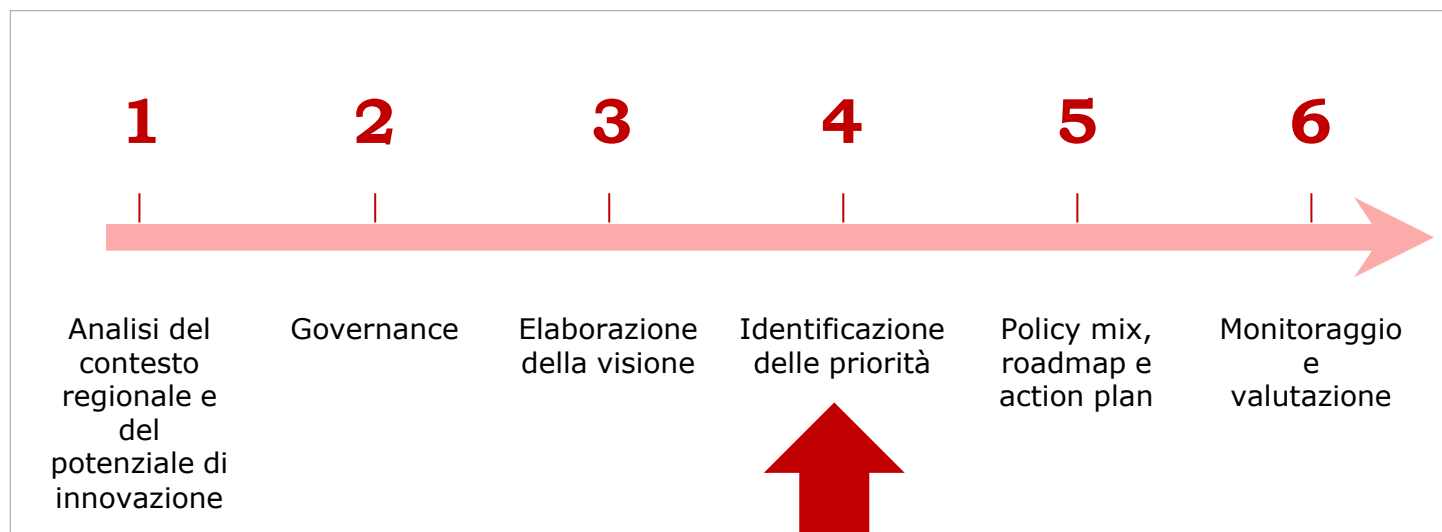 1
2
3
4
5
6
Analisi del
contesto
regionale e
del
potenziale di
innovazione
Governance
Elaborazione
della visione
Identificazione
delle priorità
Policy mix,
roadmap e
action plan
Monitoraggio
e
valutazione